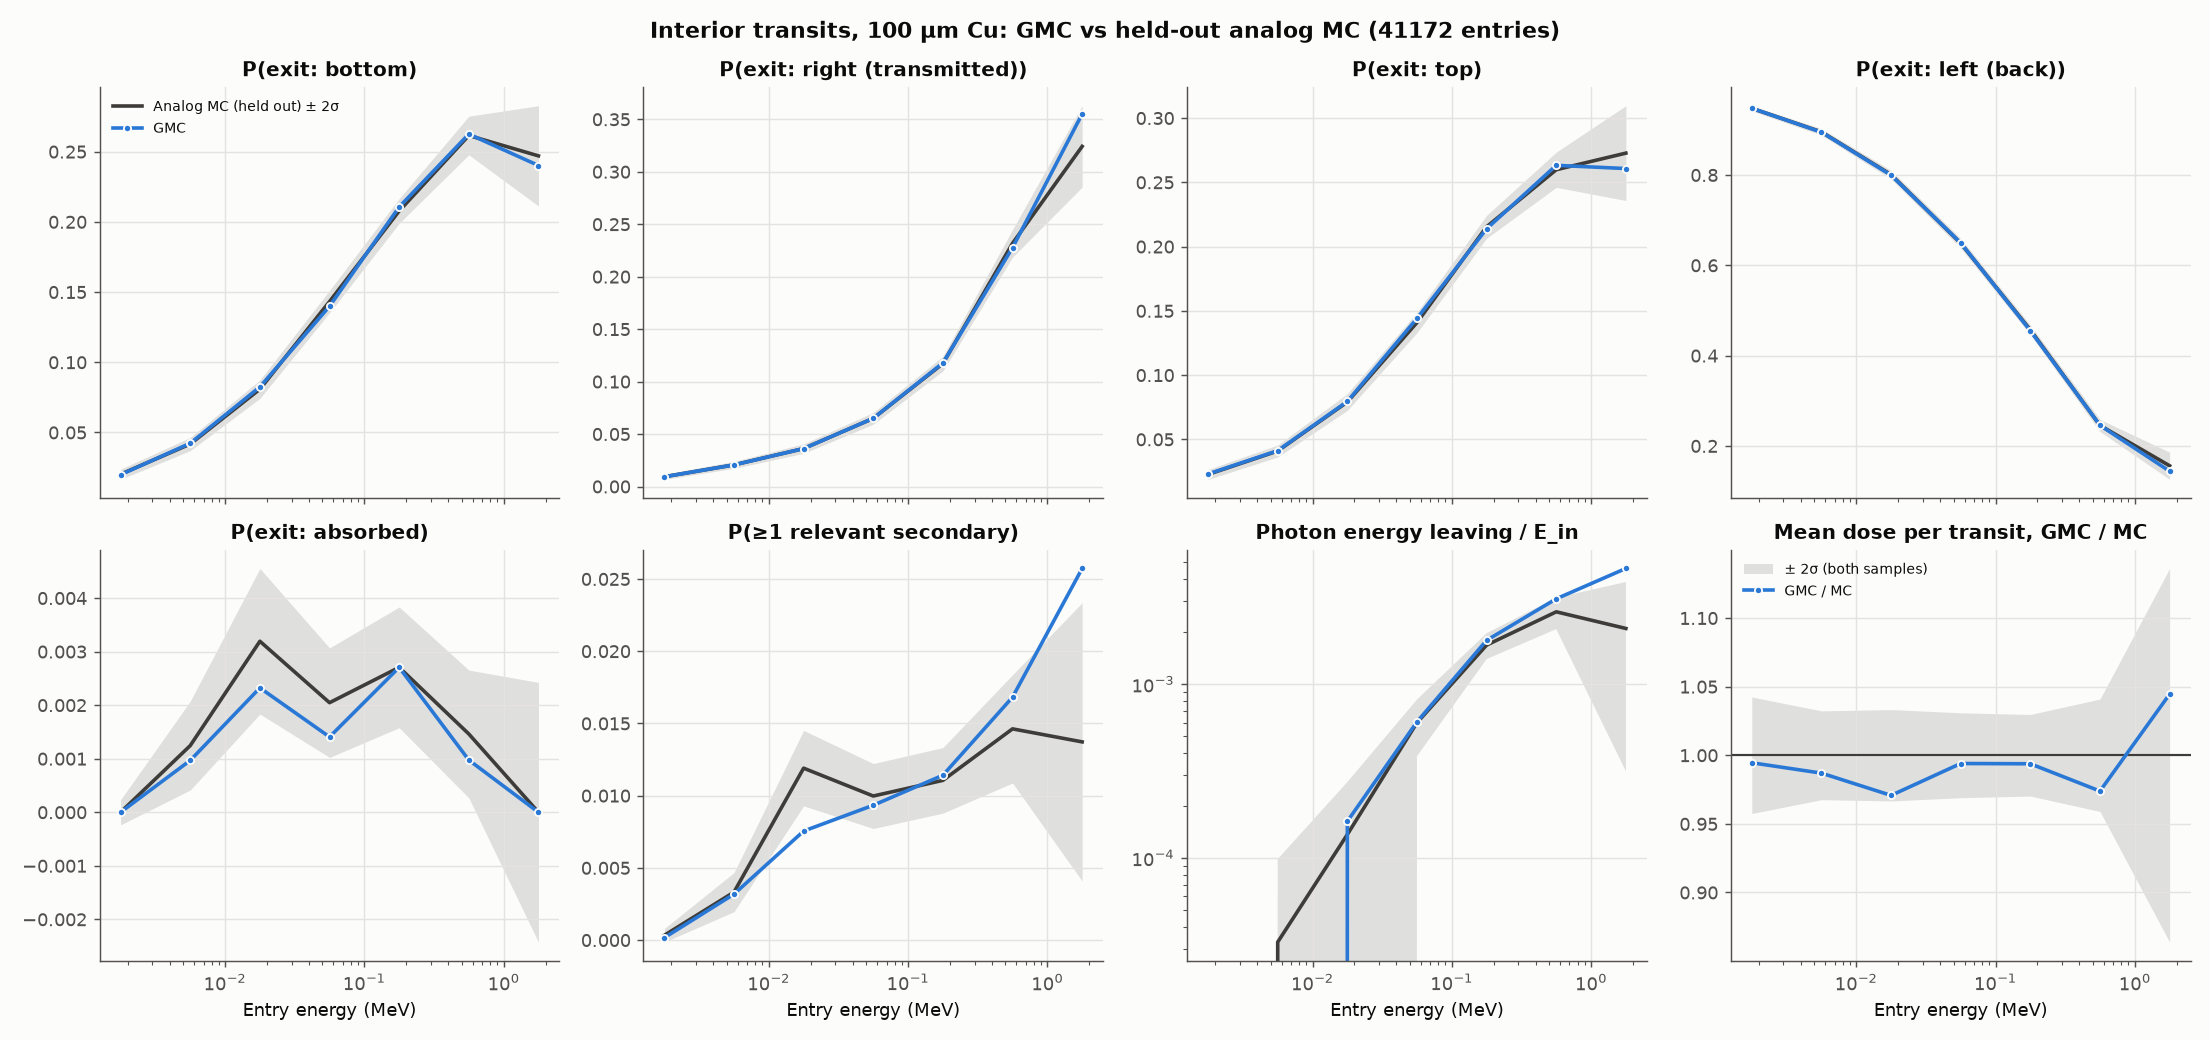 Interior transits, 100 µm Cu: GMC vs held-out analog MC (41172 entries)
P(exit: bottom)
Analog MC (held out) ± 2σ
GMC
0.25
0.20
0.15
0.10
0.05
P(exit: right (transmitted))
0.35
0.30
0.25
0.20
0.15
0.10
0.05
0.00
P(exit: top)
0.30
0.25
0.20
0.15
0.10
0.05
P(exit: left (back))
0.8
0.6
0.4
0.2
P(exit: absorbed)
0.004
0.003
0.002
0.001
0.000
−0.001
−0.002
10⁻² 10⁻¹ 10⁰
Entry energy (MeV)
P(≥1 relevant secondary)
0.025
0.020
0.015
0.010
0.005
0.000
10⁻² 10⁻¹ 10⁰
Entry energy (MeV)
Photon energy leaving / E_in
10⁻³
10⁻⁴
10⁻² 10⁻¹ 10⁰
Entry energy (MeV)
Mean dose per transit, GMC / MC
± 2σ (both samples)
GMC / MC
1.10
1.05
1.00
0.95
0.90
10⁻² 10⁻¹ 10⁰
Entry energy (MeV)